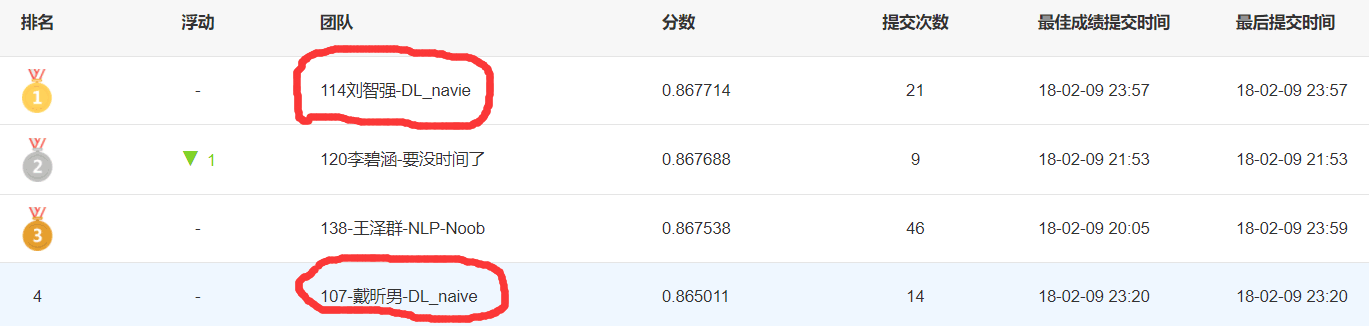 排名 浮动 团队 分数 提交次数 最佳成绩提交时间 最后提交时间
1 - 114刘智强-DL_navie 0.867714 21 18-02-09 23:57 18-02-09 23:57
2 ▼ 1 120李碧涵-要没时间了 0.867688 9 18-02-09 21:53 18-02-09 21:53
3 - 138-王泽群-NLP-Noob 0.867538 46 18-02-09 20:05 18-02-09 23:59
4 - 107-戴昕男-DL_naive 0.865011 14 18-02-09 23:20 18-02-09 23:20